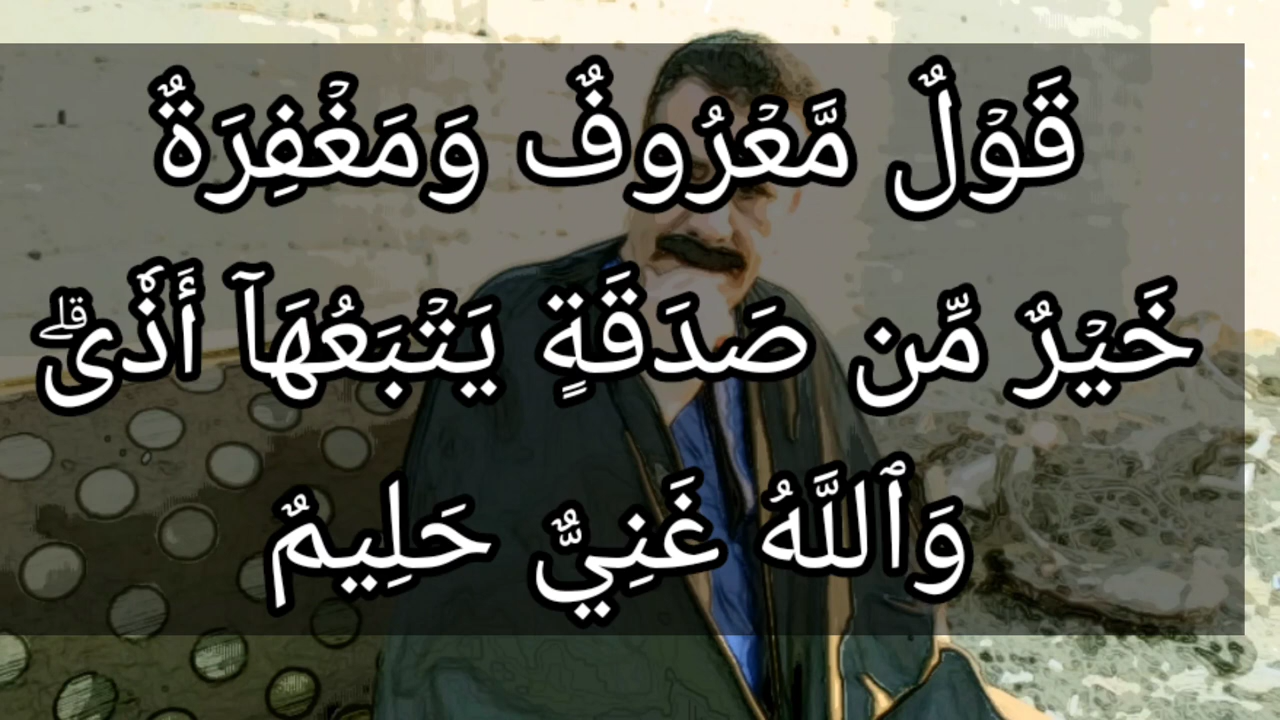 قَوۡلٞ مَّعۡرُوفٞ وَمَغۡفِرَةٌ
خَيۡرٞ مِّن صَدَقَةٖ يَتۡبَعُهَآ أَذٗىۗ
وَٱللَّهُ غَنِيٌّ حَلِيمٞ